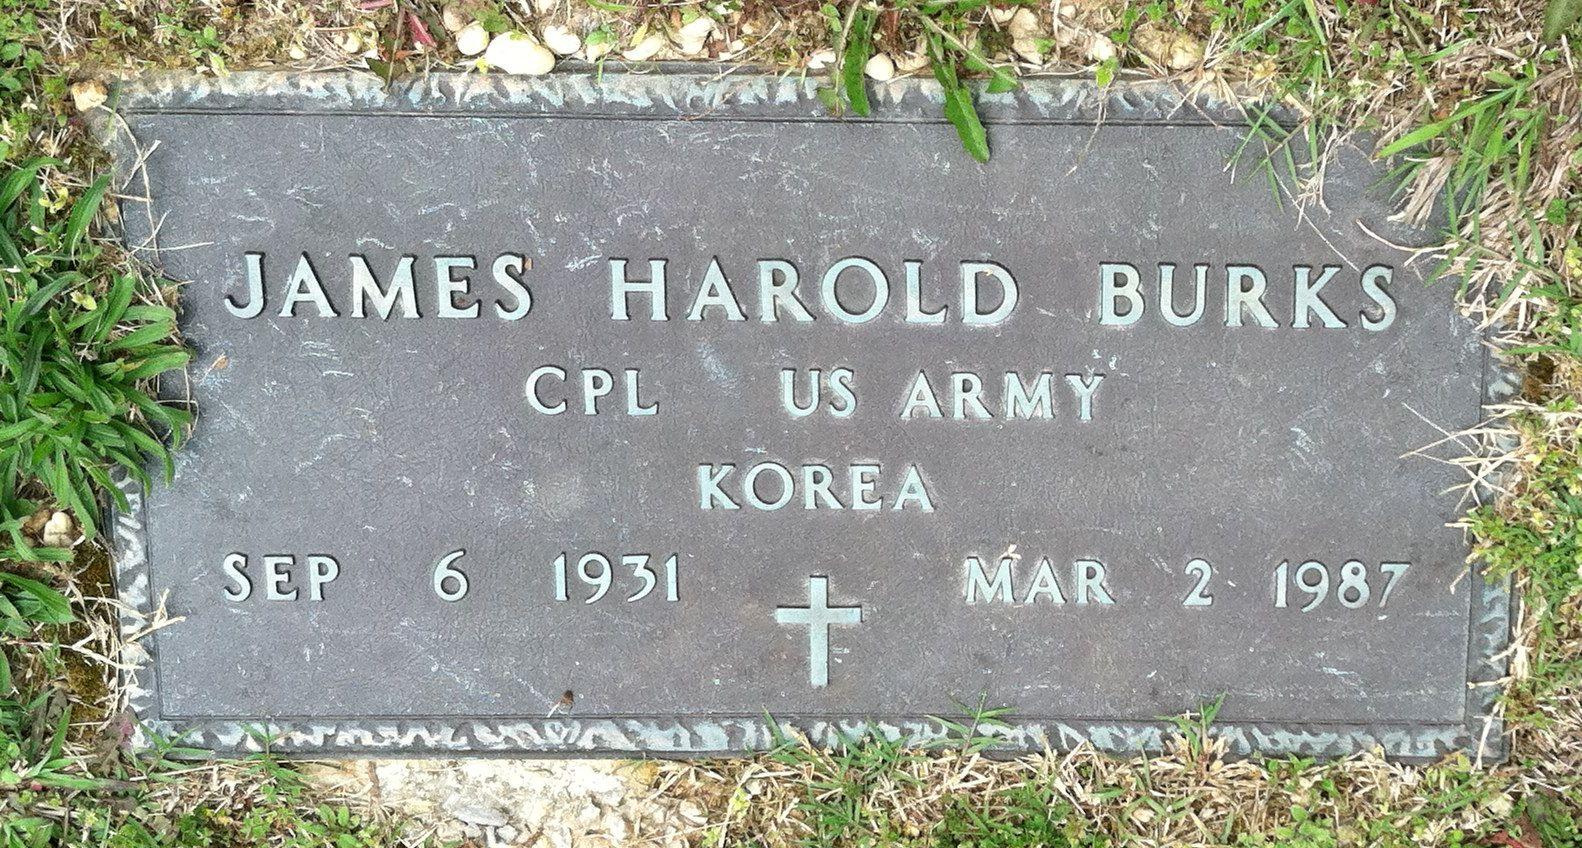 JAMES HAROLD BURKS
CPL US ARMY
KOREA
SEP 6 1931 MAR 2 1987